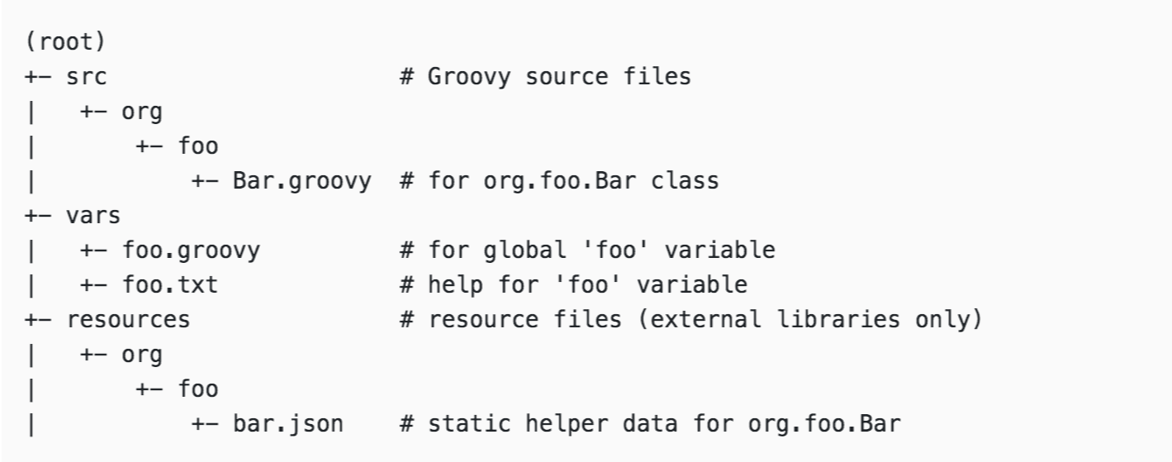 (root)
+- src                     # Groovy source files
|   +- org
|       +- foo
|           +- Bar.groovy  # for org.foo.Bar class
+- vars
|   +- foo.groovy          # for global 'foo' variable
|   +- foo.txt             # help for 'foo' variable
+- resources               # resource files (external libraries only)
|   +- org
|       +- foo
|           +- bar.json    # static helper data for org.foo.Bar